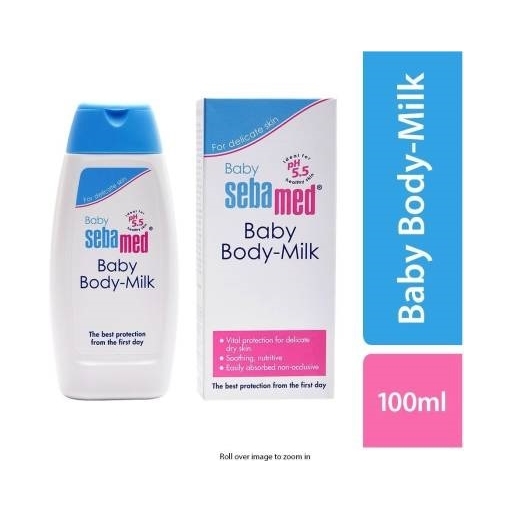 For delicate skin
Baby
sebamed®
ideal for
pH
5.5
healthy skin
Baby
Body-Milk
The best protection
from the first day
For delicate skin
Baby
sebamed®
ideal for
pH
5.5
healthy skin
Baby
Body-Milk
• Vital protection for delicate
dry skin.
• Soothing, nutritive
• Easily absorbed non-occlusive
The best protection from the first day
Baby Body-Milk
100ml
Roll over image to zoom in